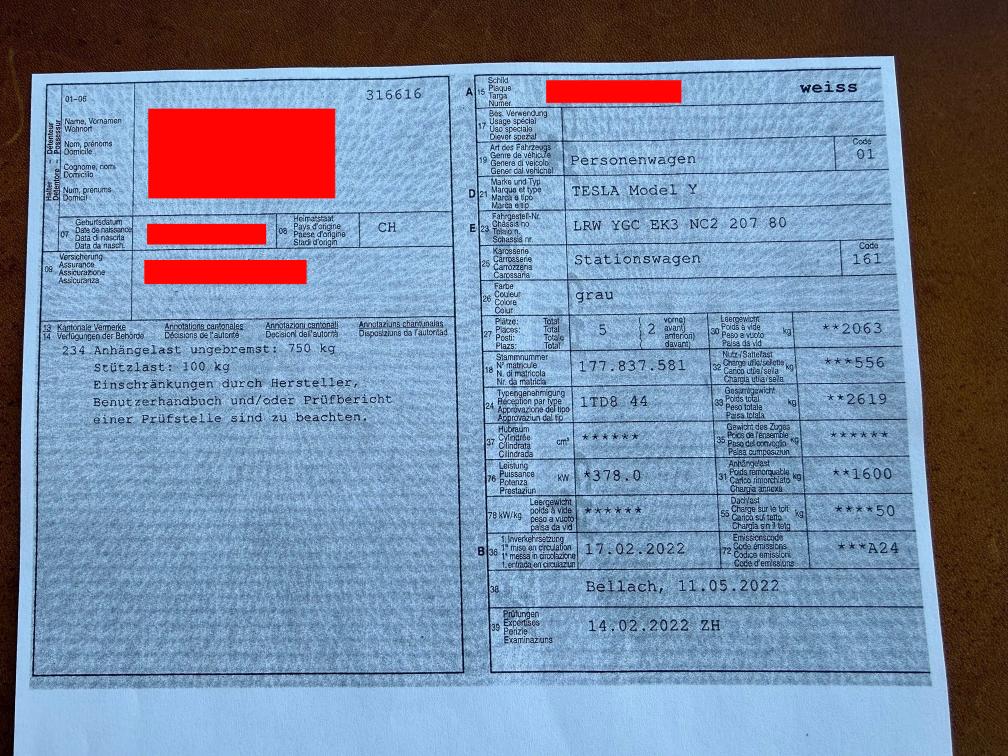 01-06
316616
Halter – Détenteur
Detentore – Possessur
Name, Vornamen
Wohnort
Nom, prénoms
Domicile
Cognome, nomi
Domicilio
Num, prenums
Domicil
07
Geburtsdatum
Date de naissance
Data di nascita
Data da nasch.
08
Heimatstaat
Pays d'origine
Paese d'origine
Stadi d'origin
CH
09
Versicherung
Assurance
Assicurazione
Assicuranza
13 Kantonale Vermerke Annotations cantonales Annotazioni cantonali Annotaziuns chantunalas
14 Verfügungen der Behörde Décisions de l'autorité Decisioni dell'autorità Disposiziuns da l'autoritad
234 Anhängelast ungebremst: 750 kg
Stützlast: 100 kg
Einschränkungen durch Hersteller,
Benutzerhandbuch und/oder Prüfbericht
einer Prüfstelle sind zu beachten.
A 15
Schild
Plaque
Targa
Numer
weiss
17
Bes. Verwendung
Usage spécial
Uso speciale
Diever spezial
19
Art des Fahrzeugs
Genre de véhicule
Genere di veicolo
Gener dal vehichel
Personenwagen
Code
01
D 21
Marke und Typ
Marque et type
Marca e tipo
Marca e tip
TESLA Model Y
E 23
Fahrgestell-Nr.
Châssis no
Telaio n.
Schassis nr.
LRW YGC EK3 NC2 207 80
25
Karosserie
Carrosserie
Carrozzeria
Carossaria
Stationswagen
Code
161
26
Farbe
Couleur
Colore
Colur
grau
27
Plätze: Total
Places: Total
Posti: Totale
Plazs: Total
5
2
vorne)
avant)
anteriori)
davant)
30
Leergewicht
Poids à vide
Peso a vuoto
Paisa da vid
kg
**2063
18
Stammnummer
N° matricule
N. di matricola
Nr. da matricla
177.837.581
32
Nutz-/Sattellast
Charge utile/sellette
Carico utile/sella
Chargia utila/sella
kg
***556
24
Typengenehmigung
Réception par type
Approvazione del tipo
Approvaziun dal tip
1TD8 44
33
Gesamtgewicht
Poids total
Peso totale
Paisa totala
kg
**2619
37
Hubraum
Cylindrée
Cilindrata
Cilindrada
cm³
******
35
Gewicht des Zuges
Poids de l'ensemble
Peso del convoglio
Paisa cumposiziun
kg
******
76
Leistung
Puissance
Potenza
Prestaziun
kW
*378.0
31
Anhängelast
Poids remorquable
Carico rimorchiato
Chargia annexa
kg
**1600
78 kW/kg
Leergewicht
poids à vide
peso a vuoto
paisa da vid
******
55
Dachlast
Charge sur le toit
Carico sul tetto
Chargia sin il tetg
kg
****50
B 36
1. Inverkehrsetzung
1re mise en circulation
1a messa in circolazione
1. entrada en circulaziun
17.02.2022
72
Emissionscode
Code émissions
Codice emissioni
Code d'emissiuns
***A24
38
Bellach, 11.05.2022
39
Prüfungen
Expertises
Perizie
Examinaziuns
14.02.2022 ZH